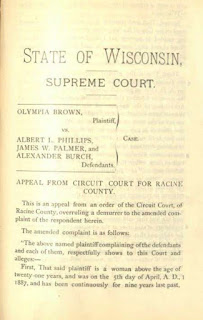 STATE OF WISCONSIN,
SUPREME COURT.
OLYMPIA BROWN,
Plaintiff,
vs.
ALBERT L. PHILLIPS,
JAMES W. PALMER, and
ALEXANDER BURCH,
Defendants.
CASE.
APPEAL FROM CIRCUIT COURT FOR RACINE
COUNTY.
This is an appeal from an order of the Circuit Court, of
Racine County, overruling a demurrer to the amended com-
plaint of the respondent herein.
The amended complaint is as follows:
"The above named plaintiff complaining of the defendants
and each of them, respectfully shows to this Court and
alleges:—
First, That said plaintiff is a woman above the age of
twenty-one years, and was on the 5th day of April, A. D.,
1887, and has been continuously for nine years last past,